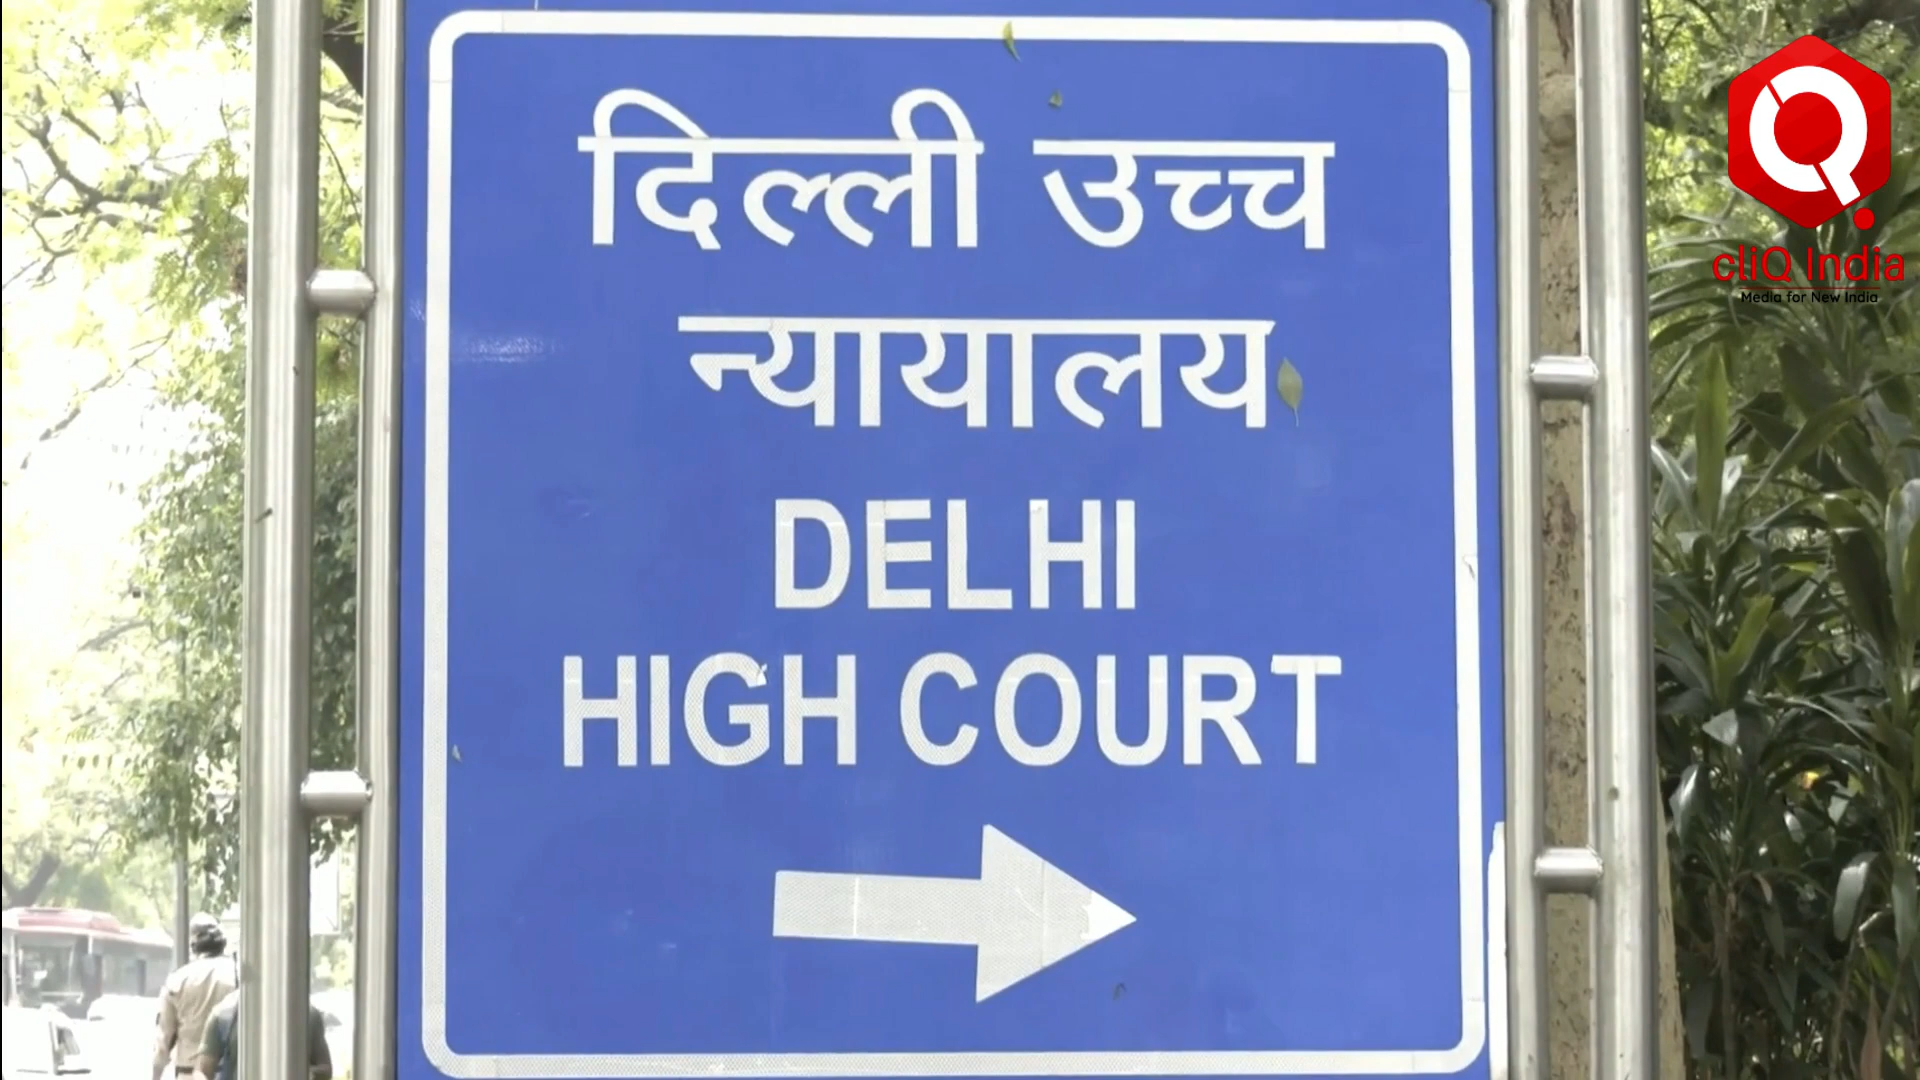 दिल्ली उच्च
न्यायालय
DELHI
HIGH COURT
cliQ India
Media for New India